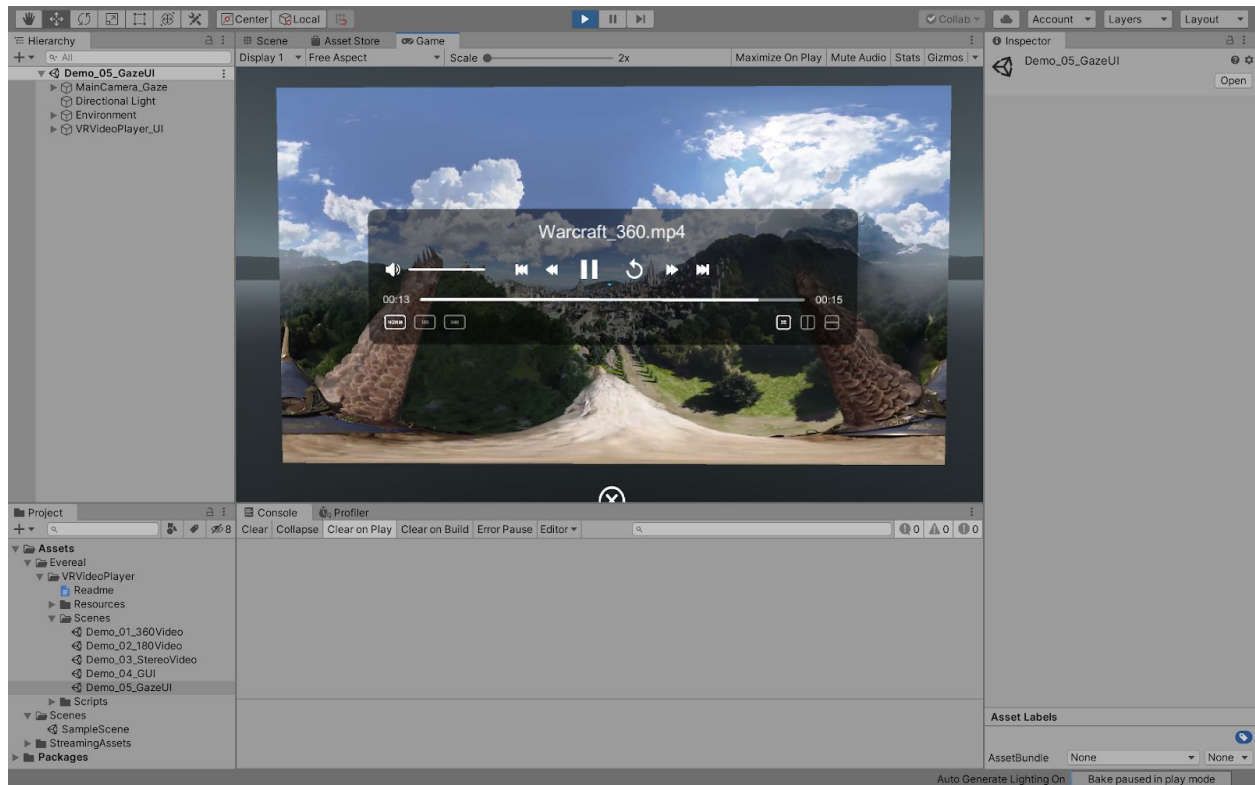 Center Local Collab Account Layers Layout
Hierarchy Scene Asset Store Game Inspector
All Display 1 Free Aspect Scale 2x Maximize On Play Mute Audio Stats Gizmos Demo_05_GazeUI
Open
Demo_05_GazeUI
MainCamera_Gaze
Directional Light
Environment
VRVideoPlayer_UI
Warcraft_360.mp4
00:13 00:15
NORM 180 360
Project Console Profiler
8 Clear Collapse Clear on Play Clear on Build Error Pause Editor 0 0 0
Assets
Evereal
VRVideoPlayer
Readme
Resources
Scenes
Demo_01_360Video
Demo_02_180Video
Demo_03_StereoVideo
Demo_04_GUI
Demo_05_GazeUI
Scripts
Scenes
SampleScene
StreamingAssets
Packages
Asset Labels
AssetBundle None None
Auto Generate Lighting On Bake paused in play mode